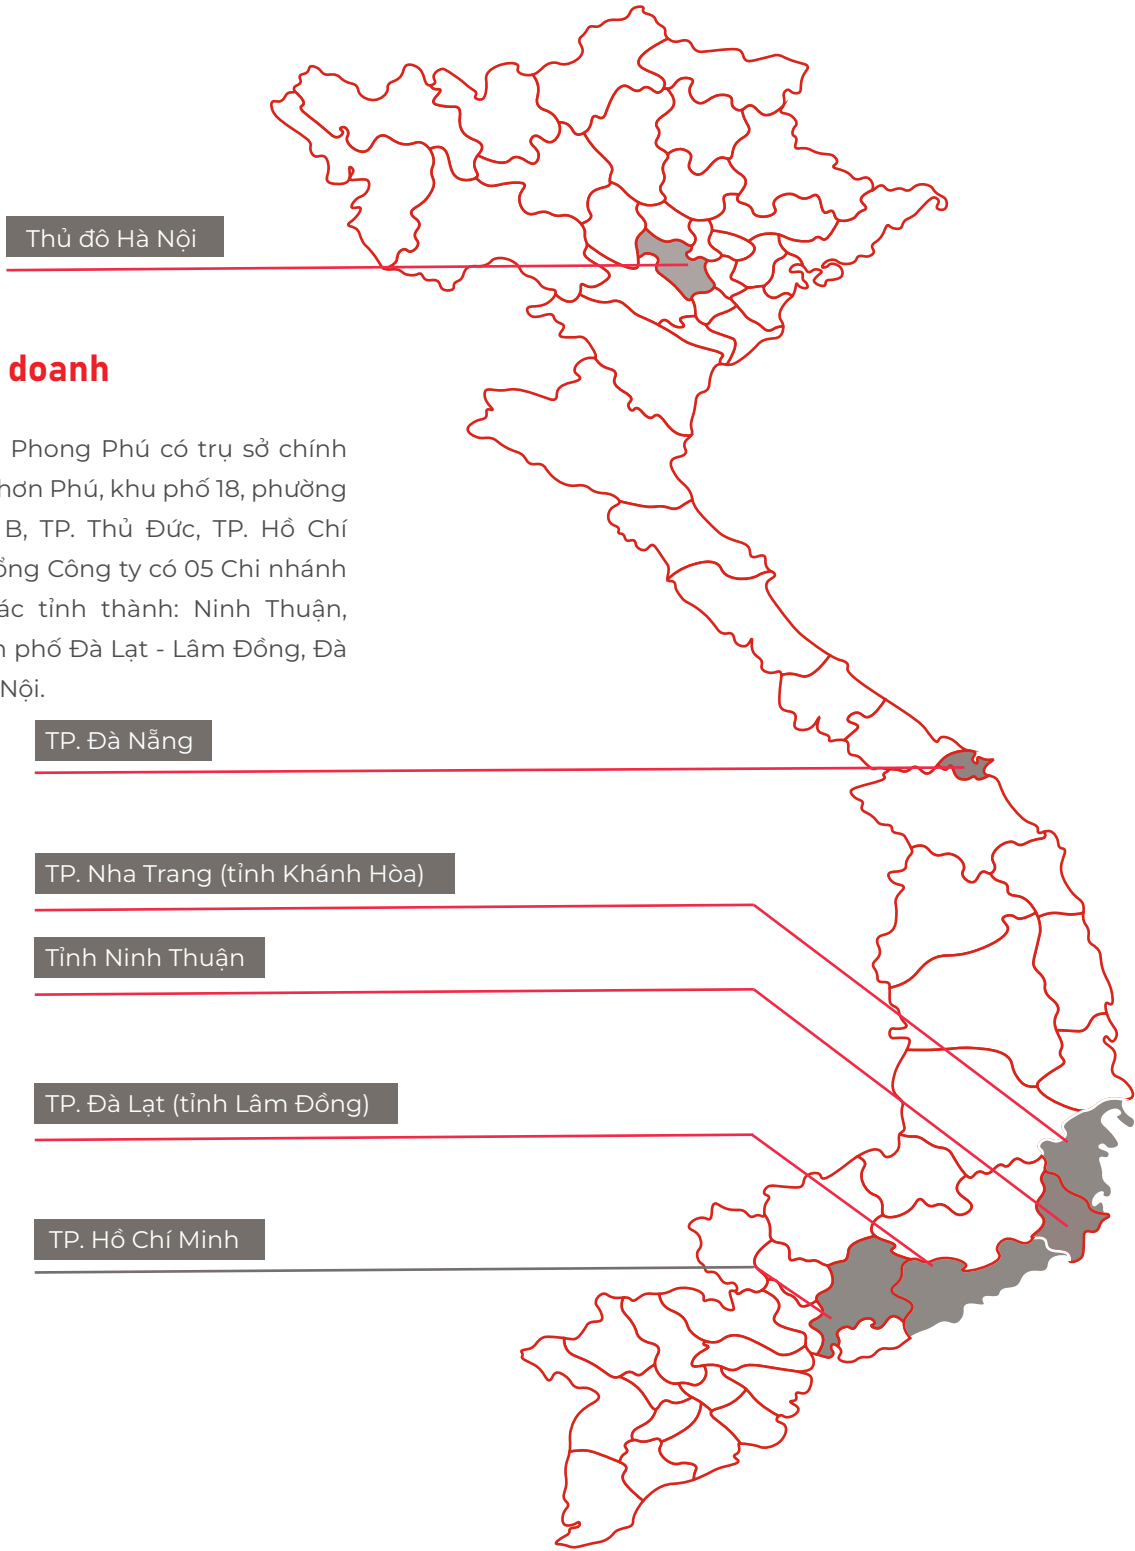 Thủ đô Hà Nội
doanh
Phong Phú có trụ sở chính
hơn Phú, khu phố 18, phường
B, TP. Thủ Đức, TP. Hồ Chí
ổng Công ty có 05 Chi nhánh
ác tỉnh thành: Ninh Thuận,
phố Đà Lạt - Lâm Đồng, Đà
Nội.
TP. Đà Nẵng
TP. Nha Trang (tỉnh Khánh Hòa)
Tỉnh Ninh Thuận
TP. Đà Lạt (tỉnh Lâm Đồng)
TP. Hồ Chí Minh